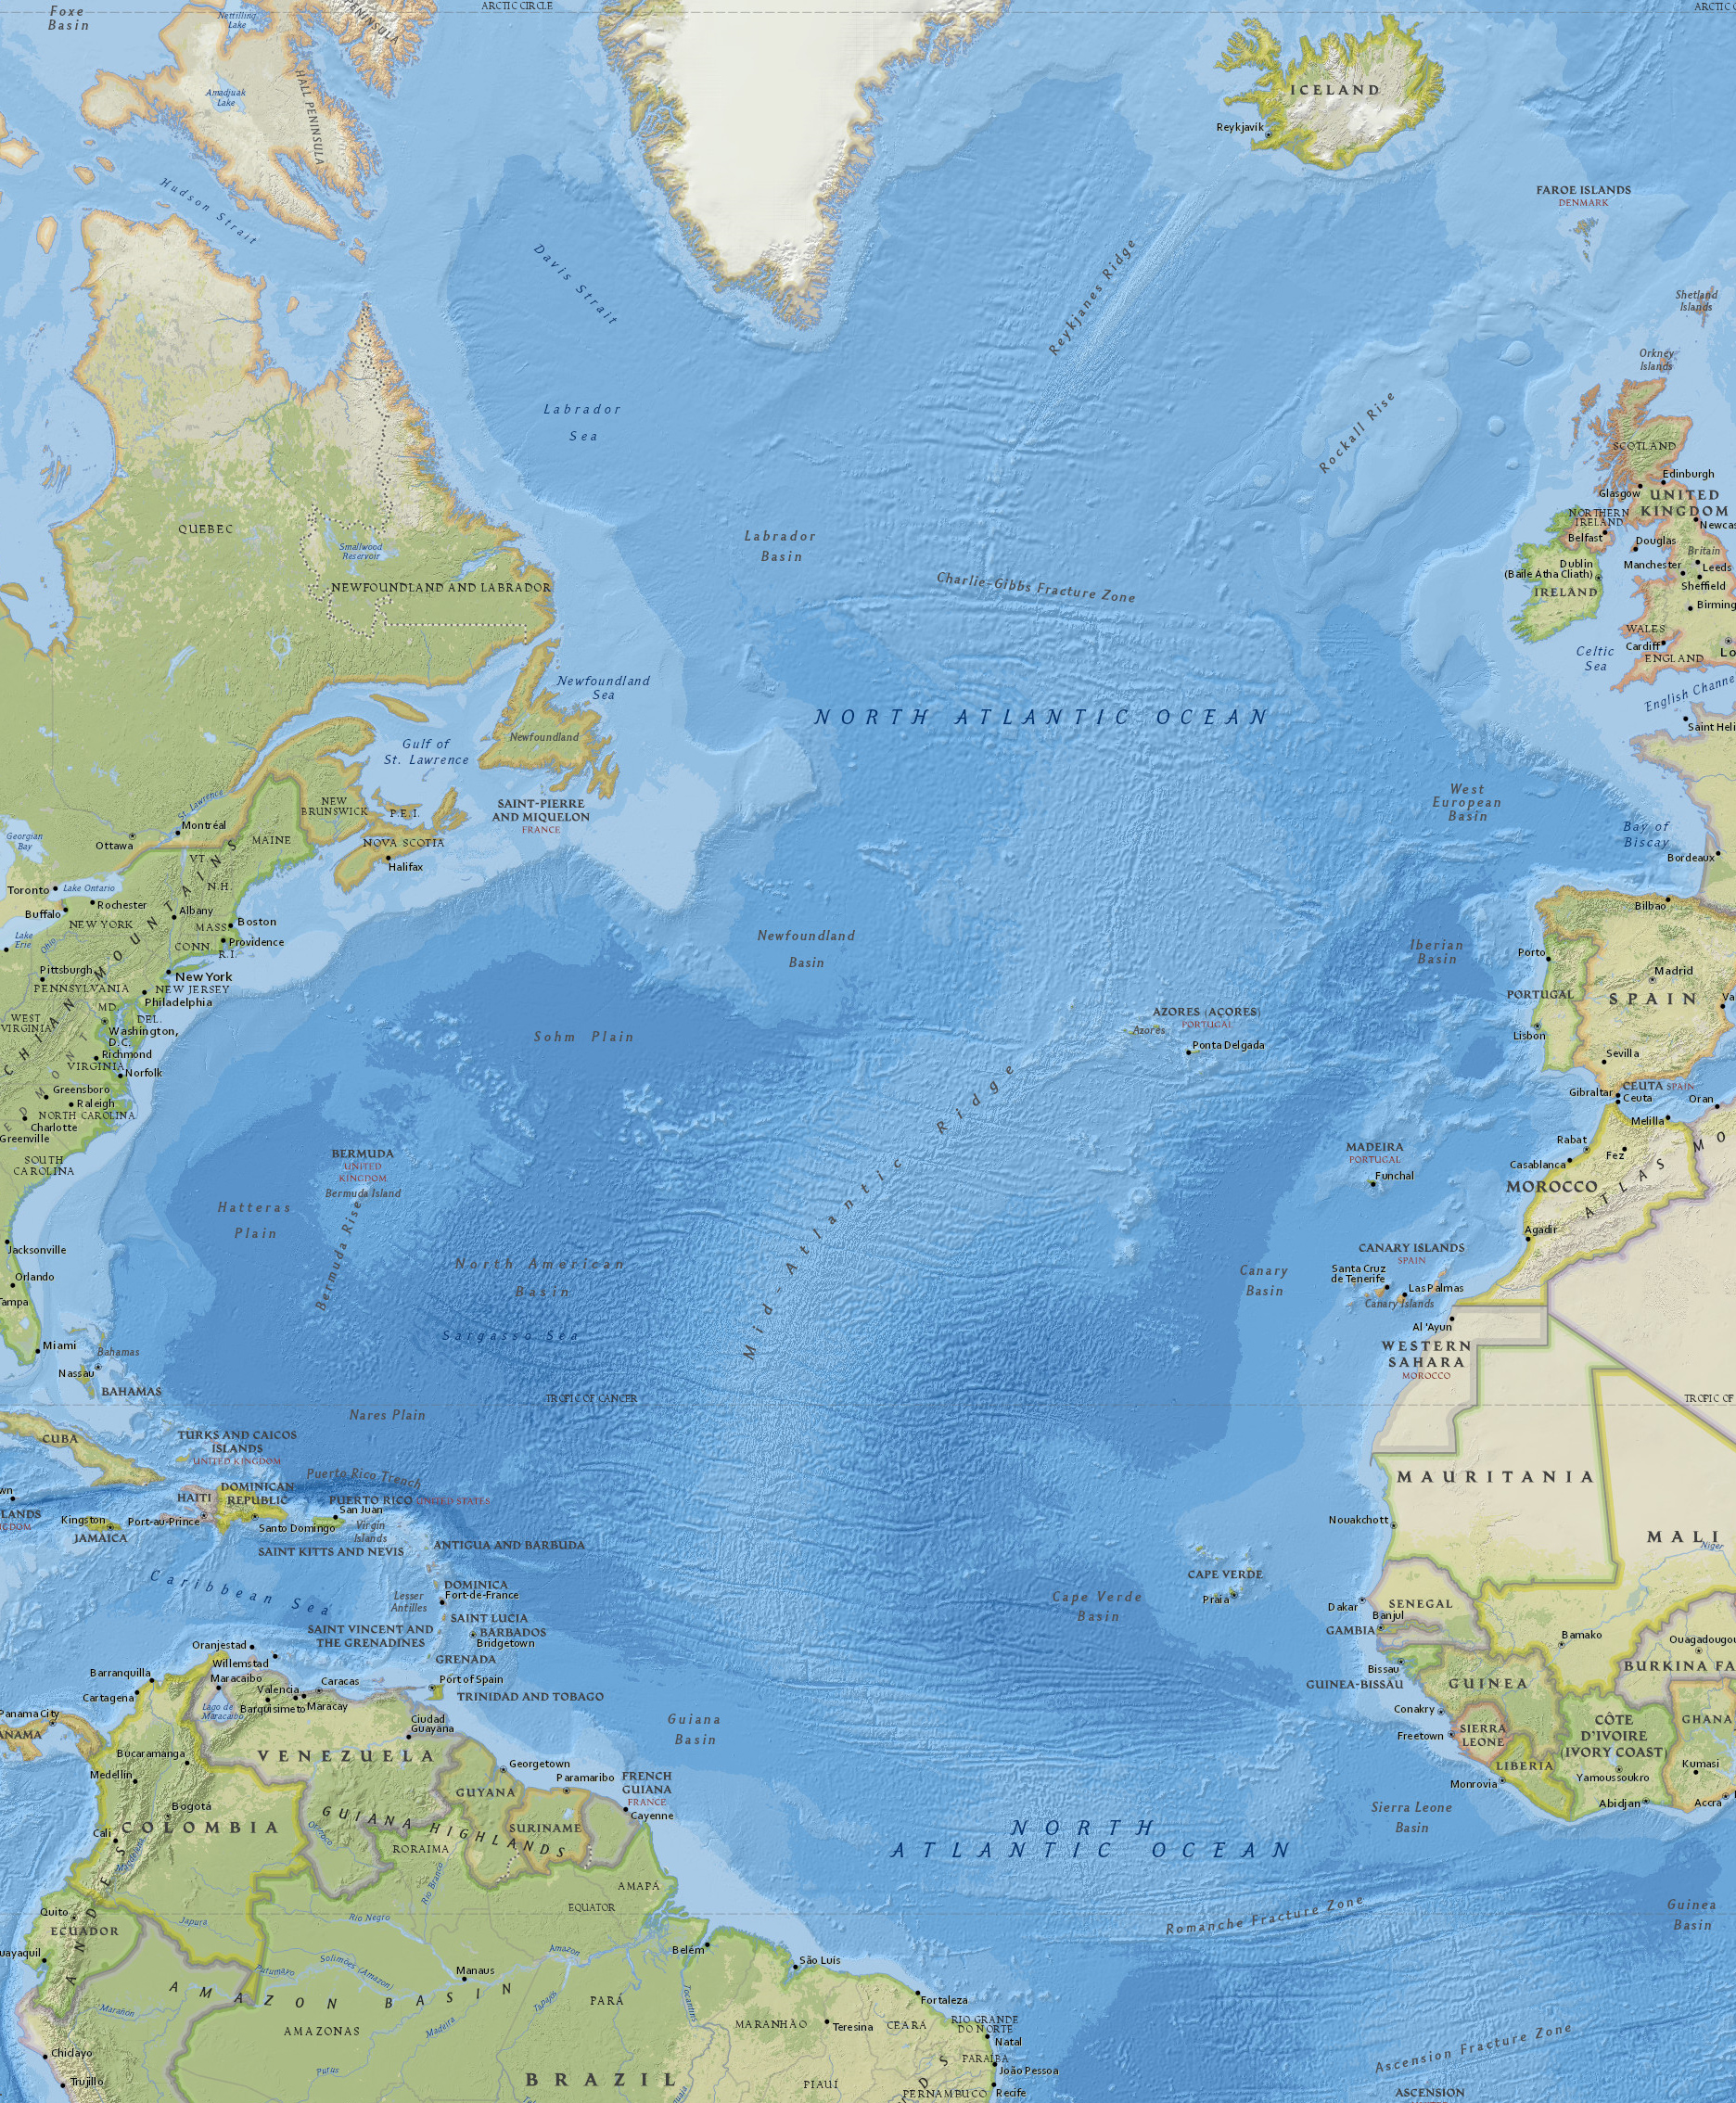 ARCTIC CIRCLE
ARCTIC C
Foxe
Basin
Nettilling
Lake
PENINSULA
Amadjuak
Lake
HALL PENINSULA
ICELAND
Reykjavík
Hudson Strait
FAROE ISLANDS
DENMARK
Davis Strait
Reykjanes Ridge
Shetland
Islands
Orkney
Islands
Labrador
Sea
Rockall Rise
SCOTLAND
Edinburgh
Glasgow
UNITED
KINGDOM
QUEBEC
NORTHERN
IRELAND
Newcas
Belfast
Douglas
Labrador
Basin
Smallwood
Reservoir
Britain
Dublin
(Baile Átha Cliath)
Manchester
Leeds
Sheffield
Charlie-Gibbs Fracture Zone
NEWFOUNDLAND AND LABRADOR
IRELAND
Birming
WALES
Cardiff
ENGLAND
Lo
Celtic
Sea
Newfoundland
Sea
English Channe
NORTH ATLANTIC OCEAN
Saint Heli
Newfoundland
Gulf of
St. Lawrence
St. Lawrence
NEW
BRUNSWICK
P.E.I.
SAINT-PIERRE
AND MIQUELON
FRANCE
West
European
Basin
Bay of
Biscay
Bordeaux
Georgian
Bay
Montréal
Ottawa
MAINE
NOVA SCOTIA
Halifax
VT.
N.H.
Toronto
Lake Ontario
Rochester
Buffalo
NEW YORK
Albany
Boston
MASS
Bilbao
Lake
Erie
Ohio
CONN
Providence
R.I.
Newfoundland
Basin
Iberian
Basin
Porto
Pittsburgh
PENNSYLVANIA
New York
NEW JERSEY
Philadelphia
Madrid
PORTUGAL
SPAIN
Va
WEST
VIRGINIA
MD.
DEL.
Washington,
D.C.
AZORES (AÇORES)
PORTUGAL
Azores
Ponta Delgada
Lisbon
Sohm Plain
CHIAN MOUNTAINS
Richmond
VIRGINIA
Norfolk
Sevilla
EDMONT
Greensboro
Raleigh
NORTH CAROLINA
Gibraltar
CEUTA SPAIN
Ceuta
Oran
Melilla
Charlotte
Greenville
SOUTH
CAROLINA
BERMUDA
UNITED
KINGDOM
Bermuda Island
Bermuda Rise
MADEIRA
PORTUGAL
Funchal
Rabat
Casablanca
Fez
MOROCCO
ATLAS MO
Hatteras
Plain
Agadir
Jacksonville
North American
Basin
Mid-Atlantic Ridge
Canary
Basin
CANARY ISLANDS
SPAIN
Santa Cruz
de Tenerife
Las Palmas
Canary Islands
Orlando
Tampa
Sargasso Sea
Al 'Ayun
WESTERN
SAHARA
MOROCCO
Miami
Bahamas
Nassau
BAHAMAS
TROPIC OF CANCER
TROPIC OF
Nares Plain
CUBA
TURKS AND CAICOS
ISLANDS
UNITED KINGDOM
Puerto Rico Trench
MAURITANIA
wn
LANDS
GDOM
HAITI
DOMINICAN
REPUBLIC
PUERTO RICO UNITED STATES
San Juan
Virgin
Islands
Kingston
JAMAICA
Port-au-Prince
Santo Domingo
Nouakchott
MALI
Niger
SAINT KITTS AND NEVIS
ANTIGUA AND BARBUDA
Caribbean Sea
DOMINICA
Fort-de-France
Lesser
Antilles
CAPE VERDE
Praia
Cape Verde
Basin
Dakar
SENEGAL
Banjul
GAMBIA
SAINT LUCIA
BARBADOS
Bridgetown
SAINT VINCENT AND
THE GRENADINES
GRENADA
Bamako
Ouagadougou
BURKINA FA
Oranjestad
Willemstad
Barranquilla
Maracaibo
Caracas
Valencia
Port of Spain
Cartagena
Lago de
Maracaibo
Barquisimeto
Maracay
TRINIDAD AND TOBAGO
Bissau
GUINEA-BISSAU
GUINEA
Panama City
ANAMA
Ciudad
Guayana
Guiana
Basin
Conakry
Freetown
SIERRA
LEONE
CÔTE
D'IVOIRE
(IVORY COAST)
GHANA
Bucaramanga
VENEZUELA
Georgetown
Medellín
Paramaribo
FRENCH
GUIANA
FRANCE
GUYANA
LIBERIA
Kumasi
Monrovia
Yamoussoukro
Abidjan
Accra
Bogotá
Cayenne
Cali
COLOMBIA
Orinoco
GUIANA HIGHLANDS
SURINAME
Sierra Leone
Basin
NORTH
ATLANTIC OCEAN
RORAIMA
Rio Branco
AMAPÁ
Quito
ECUADOR
ANDES
Japura
Rio Negro
EQUATOR
Romanche Fracture Zone
Guinea
Basin
uayaquil
Putumayo
Solimões (Amazon)
Amazon
Belém
São Luís
Manaus
AMAZON BASIN
Marañón
Tapajós
PARÁ
Tocantins
Fortaleza
AMAZONAS
Madeira
MARANHÃO
Teresina
CEARÁ
RIO GRANDE
DO NORTE
Natal
Ascension Fracture Zone
Chiclayo
Purus
PARAÍBA
João Pessoa
Trujillo
BRAZIL
PIAUÍ
PERNAMBUCO
Recife
ASCENSION